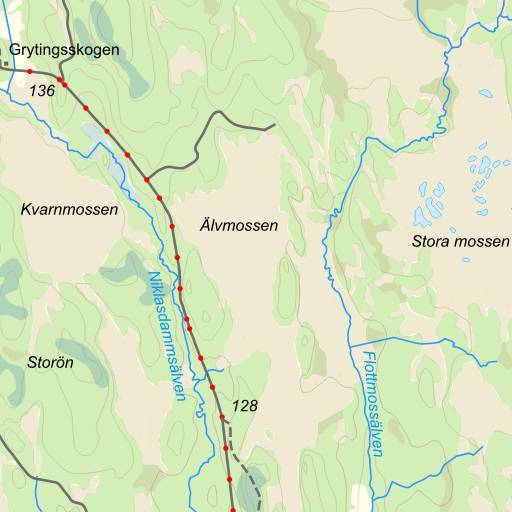 Grytingsskogen
136
Kvarnmossen
Älvmossen
Stora mossen
Niklasdammsälven
Storön
Flottmossälven
128